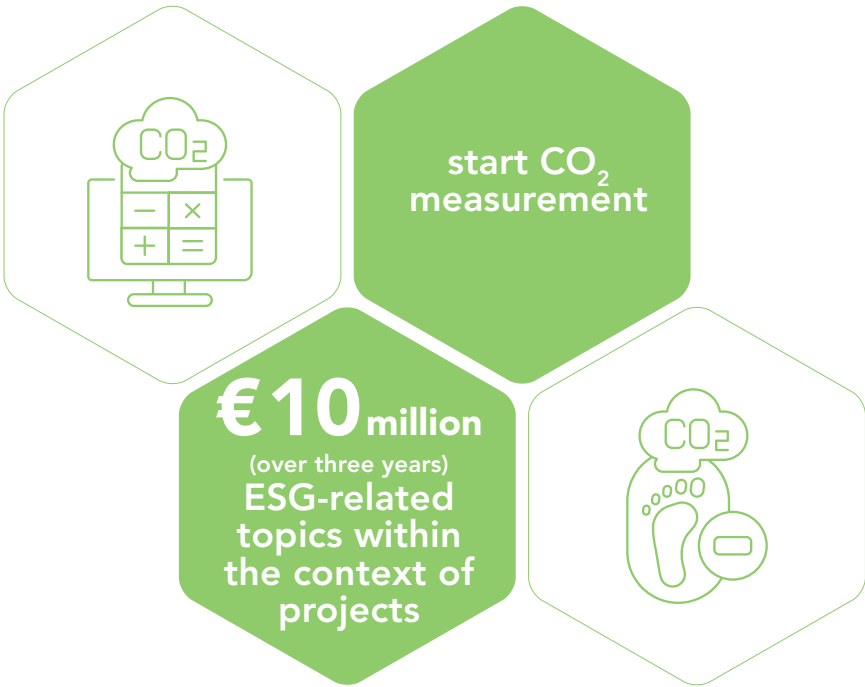 CO2
start CO₂
measurement
€10 million
(over three years)
ESG-related
topics within
the context of
projects
CO2